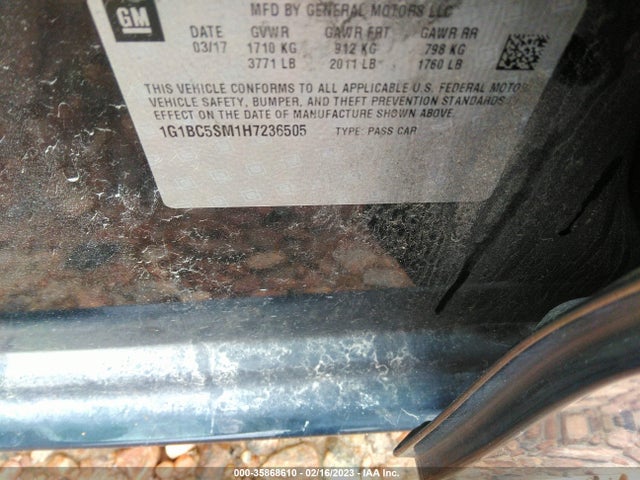 GM
MFD BY GENERAL MOTORS LLC
DATE GVWR GAWR FRT GAWR RR
03/17 1710 KG 912 KG 798 KG
3771 LB 2011 LB 1760 LB
THIS VEHICLE CONFORMS TO ALL APPLICABLE U.S. FEDERAL MOTOR
VEHICLE SAFETY, BUMPER, AND THEFT PREVENTION STANDARDS
EFFECT ON THE DATE OF MANUFACTURE SHOWN ABOVE.
1G1BC5SM1H7236505 TYPE: PASS CAR
000-35868610 - 02/16/2023 - IAA Inc.